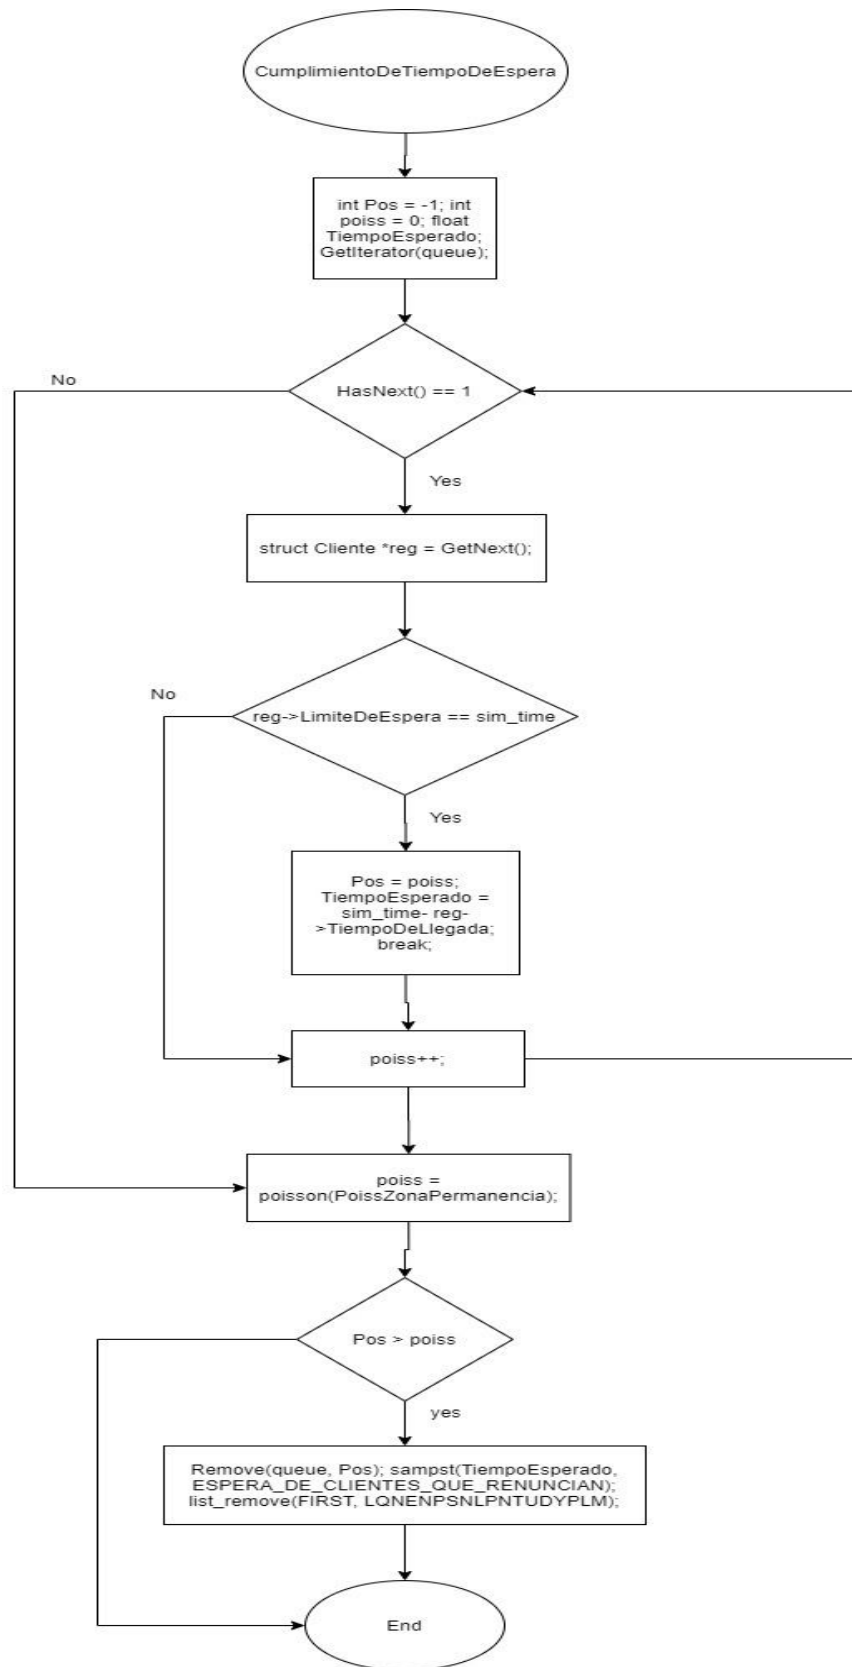 CumplimientoDeTiempoDeEspera
int Pos = -1; int
poiss = 0; float
TiempoEsperado;
GetIterator(queue);
No
HasNext() == 1
Yes
struct Cliente *reg = GetNext();
No
reg->LimiteDeEspera == sim_time
Yes
Pos = poiss;
TiempoEsperado =
sim_time- reg-
>TiempoDeLlegada;
break;
poiss++;
poiss =
poisson(PoissZonaPermanencia);
Pos > poiss
yes
Remove(queue, Pos); sampst(TiempoEsperado,
ESPERA_DE_CLIENTES_QUE_RENUNCIAN);
list_remove(FIRST, LQNENPSNLPNTUDYPLM);
End